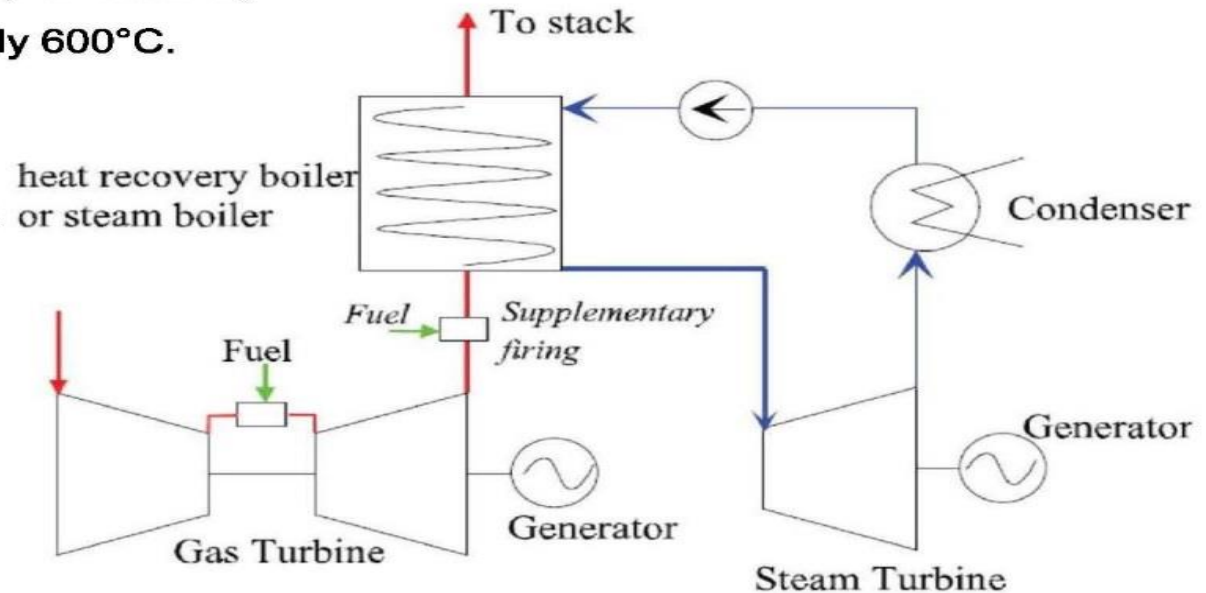 ly 600°C.
To stack
heat recovery boiler
or steam boiler
Condenser
Fuel
Supplementary
firing
Fuel
Generator
Generator
Gas Turbine
Steam Turbine